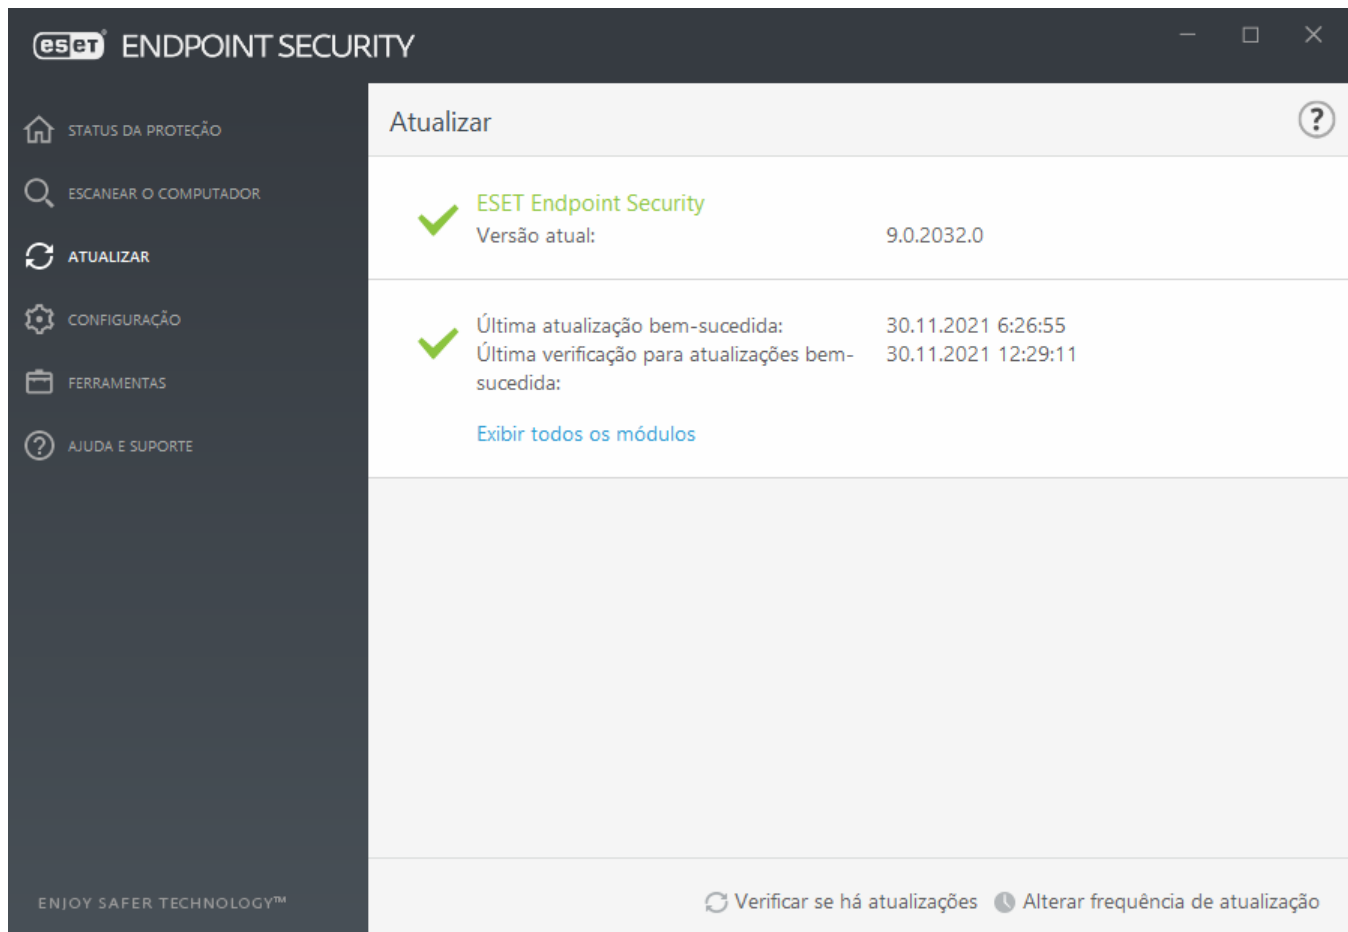 eset ENDPOINT SECURITY
STATUS DA PROTEÇÃO
ESCANEAR O COMPUTADOR
ATUALIZAR
CONFIGURAÇÃO
FERRAMENTAS
AJUDA E SUPORTE
ENJOY SAFER TECHNOLOGY™
Atualizar
?
ESET Endpoint Security
Versão atual: 9.0.2032.0
Última atualização bem-sucedida: 30.11.2021 6:26:55
Última verificação para atualizações bem- 30.11.2021 12:29:11
sucedida:
Exibir todos os módulos
Verificar se há atualizações Alterar frequência de atualização